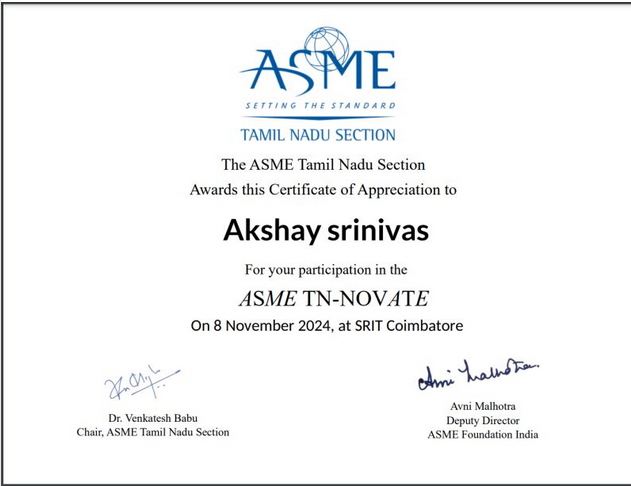 ASME
SETTING THE STANDARD
TAMIL NADU SECTION
The ASME Tamil Nadu Section
Awards this Certificate of Appreciation to
Akshay srinivas
For your participation in the
ASME TN-NOVATE
On 8 November 2024, at SRIT Coimbatore
Avni Malhotra
Dr. Venkatesh Babu
Chair, ASME Tamil Nadu Section
Avni Malhotra
Deputy Director
ASME Foundation India